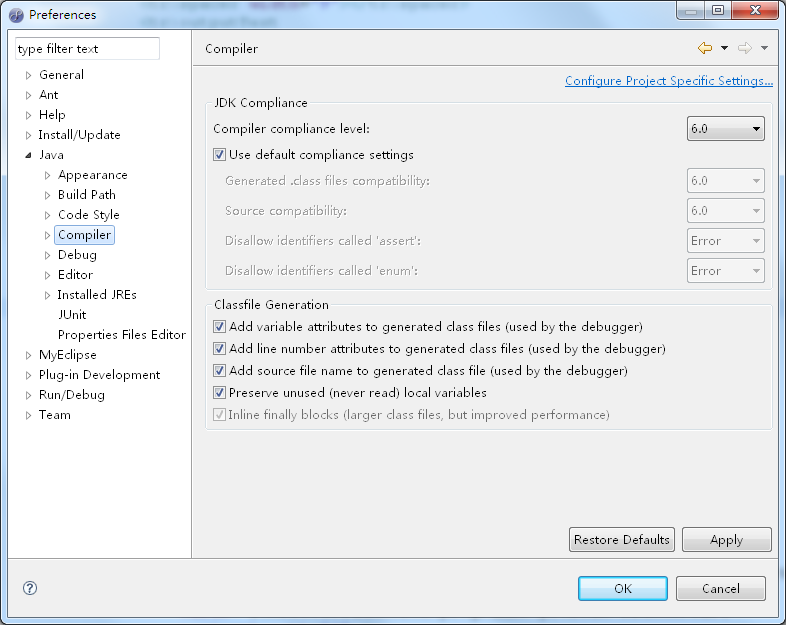 Preferences
type filter text
General
Ant
Help
Install/Update
Java
Appearance
Build Path
Code Style
Compiler
Debug
Editor
Installed JREs
JUnit
Properties Files Editor
MyEclipse
Plug-in Development
Run/Debug
Team
Compiler
Configure Project Specific Settings...
JDK Compliance
Compiler compliance level: 6.0
Use default compliance settings
Generated .class files compatibility: 6.0
Source compatibility: 6.0
Disallow identifiers called 'assert': Error
Disallow identifiers called 'enum': Error
Classfile Generation
Add variable attributes to generated class files (used by the debugger)
Add line number attributes to generated class files (used by the debugger)
Add source file name to generated class file (used by the debugger)
Preserve unused (never read) local variables
Inline finally blocks (larger class files, but improved performance)
Restore Defaults Apply
OK Cancel